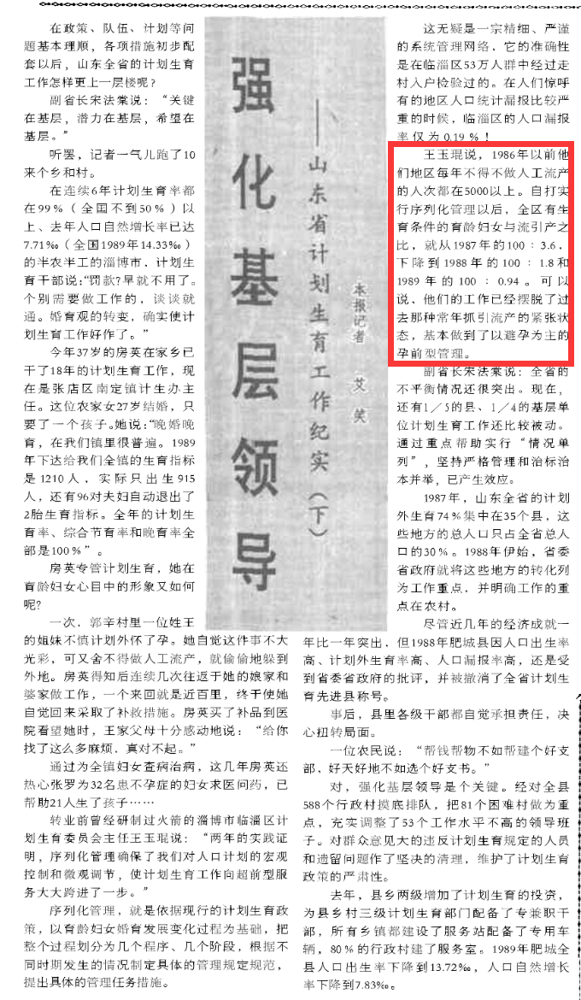 在政策、队伍、计划等问
题基本理顺，各项措施初步配
套以后，山东全省的计划生育
工作怎样更上一层楼呢？
副省长宋法棠说：“关键
在基层，潜力在基层，希望在
基层。”
听罢，记者一气儿跑了10
来个乡和村。
在连续6年计划生育率都
在99%（全国不到50%）以
上、去年人口自然增长率已达
7.71‰（全国1989年14.33‰）
的半农半工的淄博市，计划生
育干部说：“罚款？早就不用了。
个别需要做工作的，谈谈就
通。婚育观的转变，确实使计
划生育工作好作了。”
今年37岁的房英在家乡已
干了18年的计划生育工作，现
在是张店区南定镇计生办主
任。这位农家女27岁结婚，只
要了一个孩子。她说：“晚婚晚
育，在我们镇里很普遍。1989
年下达给我们全镇的生育指标
是1210人，实际只出生915
人，还有96对夫妇自动退出了
2胎生育指标。全年的计划生
育率、综合节育率和晚育率全
部是100%”。
房英专管计划生育，她在
育龄妇女心目中的形象又如何
呢？
一次，郭辛村里一位姓王
的姐妹不慎计划外怀了孕。她自觉这件事不大
光彩，可又舍不得做人工流产，就偷偷地躲到
外地。房英得知后连续几次往返于她的娘家和
婆家做工作，一个来回就是近百里，终于使她
自觉回来采取了补救措施。房英买了补品到医
院看望她时，王家父母十分感动地说：“给你
找了这么多麻烦，真对不起。”
通过为全镇妇女查病治病，这几年房英还
热心张罗为32名患不孕症的妇女求医问药，已
帮助21人生了孩子……
转业前曾经研制过火箭的淄博市临淄区计
划生育委员会主任王玉琨说：“两年的实践证
明，序列化管理确保了我们对人口计划的宏观
控制和微观调节，使计划生育工作向超前型服
务大大跨进了一步。”
序列化管理，就是依据现行的计划生育政
策，以育龄妇女婚育发展变化过程为基础，把
整个过程划分为几个程序、几个阶段，根据不
同时期发生的情况制定具体的管理规定规范，
提出具体的管理任务措施。
强化基层领导
——山东省计划生育工作纪实（下）
本报记者 艾笑
这无疑是一宗精细、严谨
的系统管理网络，它的准确性
是在临淄区53万人群中经过走
村入户检验过的。在人们惊呼
有的地区人口统计漏报比较严
重的时候，临淄区的人口漏报
率仅为0.19%！
王玉琨说，1986年以前他
们地区每年不得不做人工流产
的人次都在5000以上。自打实
行序列化管理以后，全区有生
育条件的育龄妇女与流引产之
比，就从1987年的100：3.6，
下降到1988年的100：1.8和
1989年的100：0.94。可以
说，他们的工作已经摆脱了过
去那种常年抓引流产的紧张状
态，基本做到了以避孕为主的
孕前型管理。
副省长宋法棠说：全省的
不平衡情况还很突出。现在，
还有1／5的县、1／4的基层单
位计划生育工作还比较被动。
通过重点帮助实行“情况单
列”，坚持严格管理和治标治
本并举，已产生效应。
1987年，山东全省的计划
外生育74%集中在35个县，这
些地方的总人口只占全省总人
口的30%。1988年伊始，省委
省政府就将这些地方的转化列
为工作重点，并明确工作的重
点在农村。
尽管近几年的经济成就一
年比一年突出，但1988年肥城县因人口出生率
高、计划外生育率高、人口漏报率高，还是受
到省委省政府的批评，并被撤消了全省计划生
育先进县称号。
事后，县里各级干部都自觉承担责任，决
心扭转局面。
一位农民说：“帮钱帮物不如帮建个好支
部，好天好地不如选个好支书。”
对，强化基层领导是个关键。经对全县
588个行政村摸底排队，把81个困难村做为重
点，充实调整了53个工作水平不高的领导班
子。对群众意见大的违反计划生育规定的人员
和遗留问题作了坚决的清理，维护了计划生育
政策的严肃性。
去年，县乡两级增加了计划生育的投资，
为县乡村三级计划生育部门配备了专兼职干
部，所有乡镇都建设了服务站配备了专用车
辆，80%的行政村建了服务室。1989年肥城全
县人口出生率下降到13.72‰，人口自然增长
率下降到7.83‰。